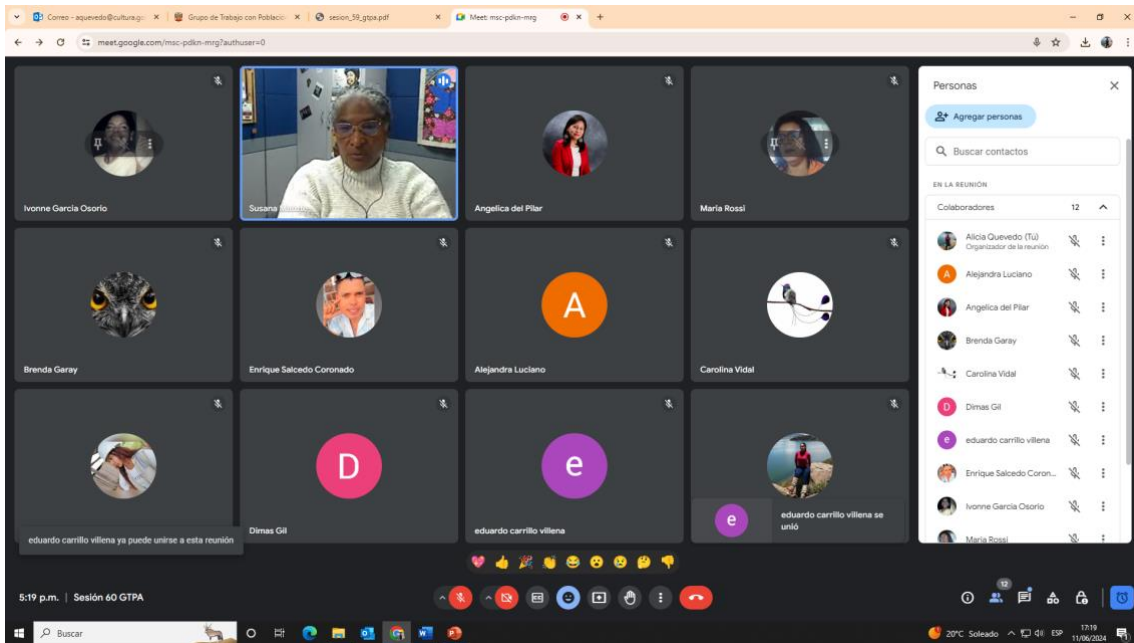 Correo - aquevedo@cultura.go
Grupo de Trabajo con Poblacio
sesion_59_gtpa.pdf
Meet: msc-pdkn-mrg
meet.google.com/msc-pdkn-mrg?authuser=0
Ivonne Garcia Osorio
Susana
Angelica del Pilar
Maria Rossi
Brenda Garay
Enrique Salcedo Coronado
A
Alejandra Luciano
Carolina Vidal
eduardo carrillo villena ya puede unirse a esta reunión
D
Dimas Gil
e
eduardo carrillo villena
e
eduardo carrillo villena se
unió
Personas
Agregar personas
Buscar contactos
EN LA REUNIÓN
Colaboradores 12
Alicia Quevedo (Tú)
Organizador de la reunión
A Alejandra Luciano
Angelica del Pilar
Brenda Garay
Carolina Vidal
D Dimas Gil
e eduardo carrillo villena
Enrique Salcedo Coron...
Ivonne Garcia Osorio
Maria Rossi
5:19 p.m. | Sesión 60 GTPA
12
Buscar
20°C Soleado
ESP
17:19
11/06/2024